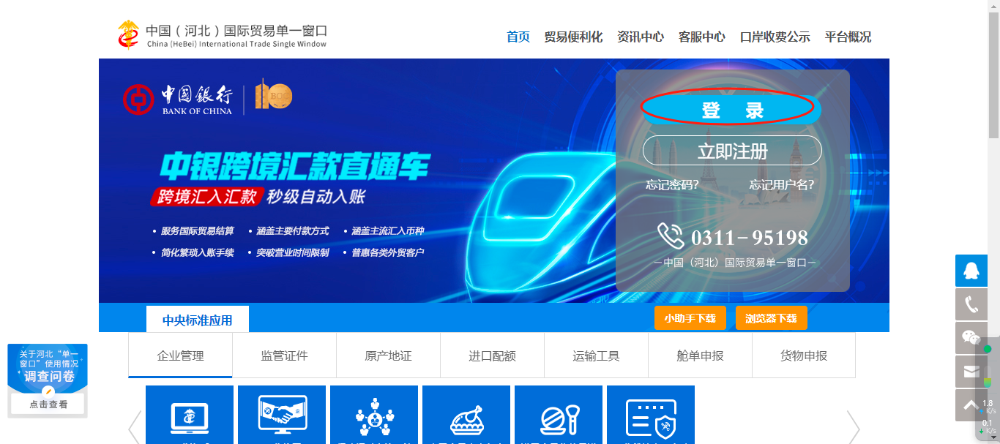 中国（河北）国际贸易单一窗口
China (HeBei) International Trade Single Window
首页 贸易便利化 资讯中心 客服中心 口岸收费公示 平台概况
中国银行
BANK OF CHINA
BOC
登 录
立即注册
忘记密码? 忘记用户名?
0311-95198
—中国（河北）国际贸易单一窗口—
中银跨境汇款直通车
跨境汇入汇款 秒级自动入账
• 服务国际贸易结算 • 涵盖主要付款方式 • 涵盖主流汇入币种
• 简化繁琐入账手续 • 突破营业时间限制 • 普惠各类外贸客户
中央标准应用
小助手下载 浏览器下载
企业管理 监管证件 原产地证 进口配额 运输工具 舱单申报 货物申报
关于河北“单一
窗口”使用情况
调查问卷
点击查看
1.8
K/s
0.1
K/s